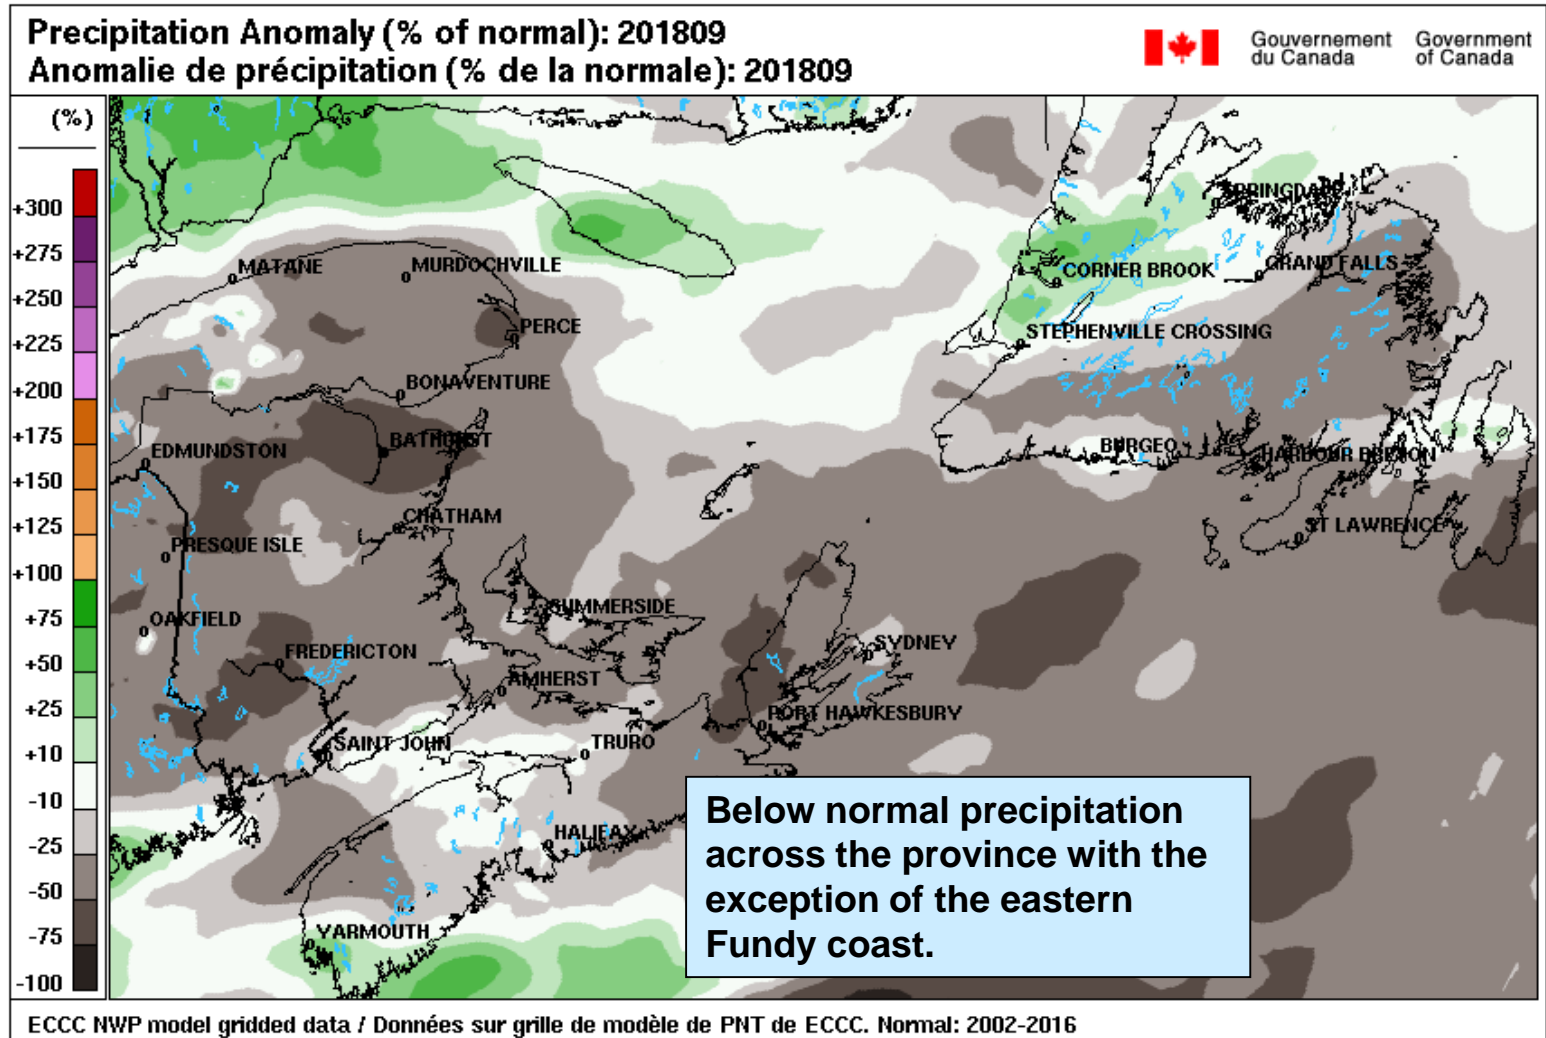 Precipitation Anomaly (% of normal): 201809
Anomalie de précipitation (% de la normale): 201809
Gouvernement du Canada
Government of Canada
(%)
+300
+275
+250
+225
+200
+175
+150
+125
+100
+75
+50
+25
+10
-10
-25
-50
-75
-100
SPRINGDALE
MATANE
MURDOCHVILLE
CORNER BROOK
GRAND FALLS
PERCE
STEPHENVILLE CROSSING
BONAVENTURE
EDMUNDSTON
BATHURST
BURGEO
HARBOUR BRETON
CHATHAM
ST LAWRENCE
PRESQUE ISLE
SUMMERSIDE
OAKFIELD
FREDERICTON
SYDNEY
AMHERST
PORT HAWKESBURY
SAINT JOHN
TRURO
HALIFAX
YARMOUTH
Below normal precipitation
across the province with the
exception of the eastern
Fundy coast.
ECCC NWP model gridded data / Données sur grille de modèle de PNT de ECCC. Normal: 2002-2016